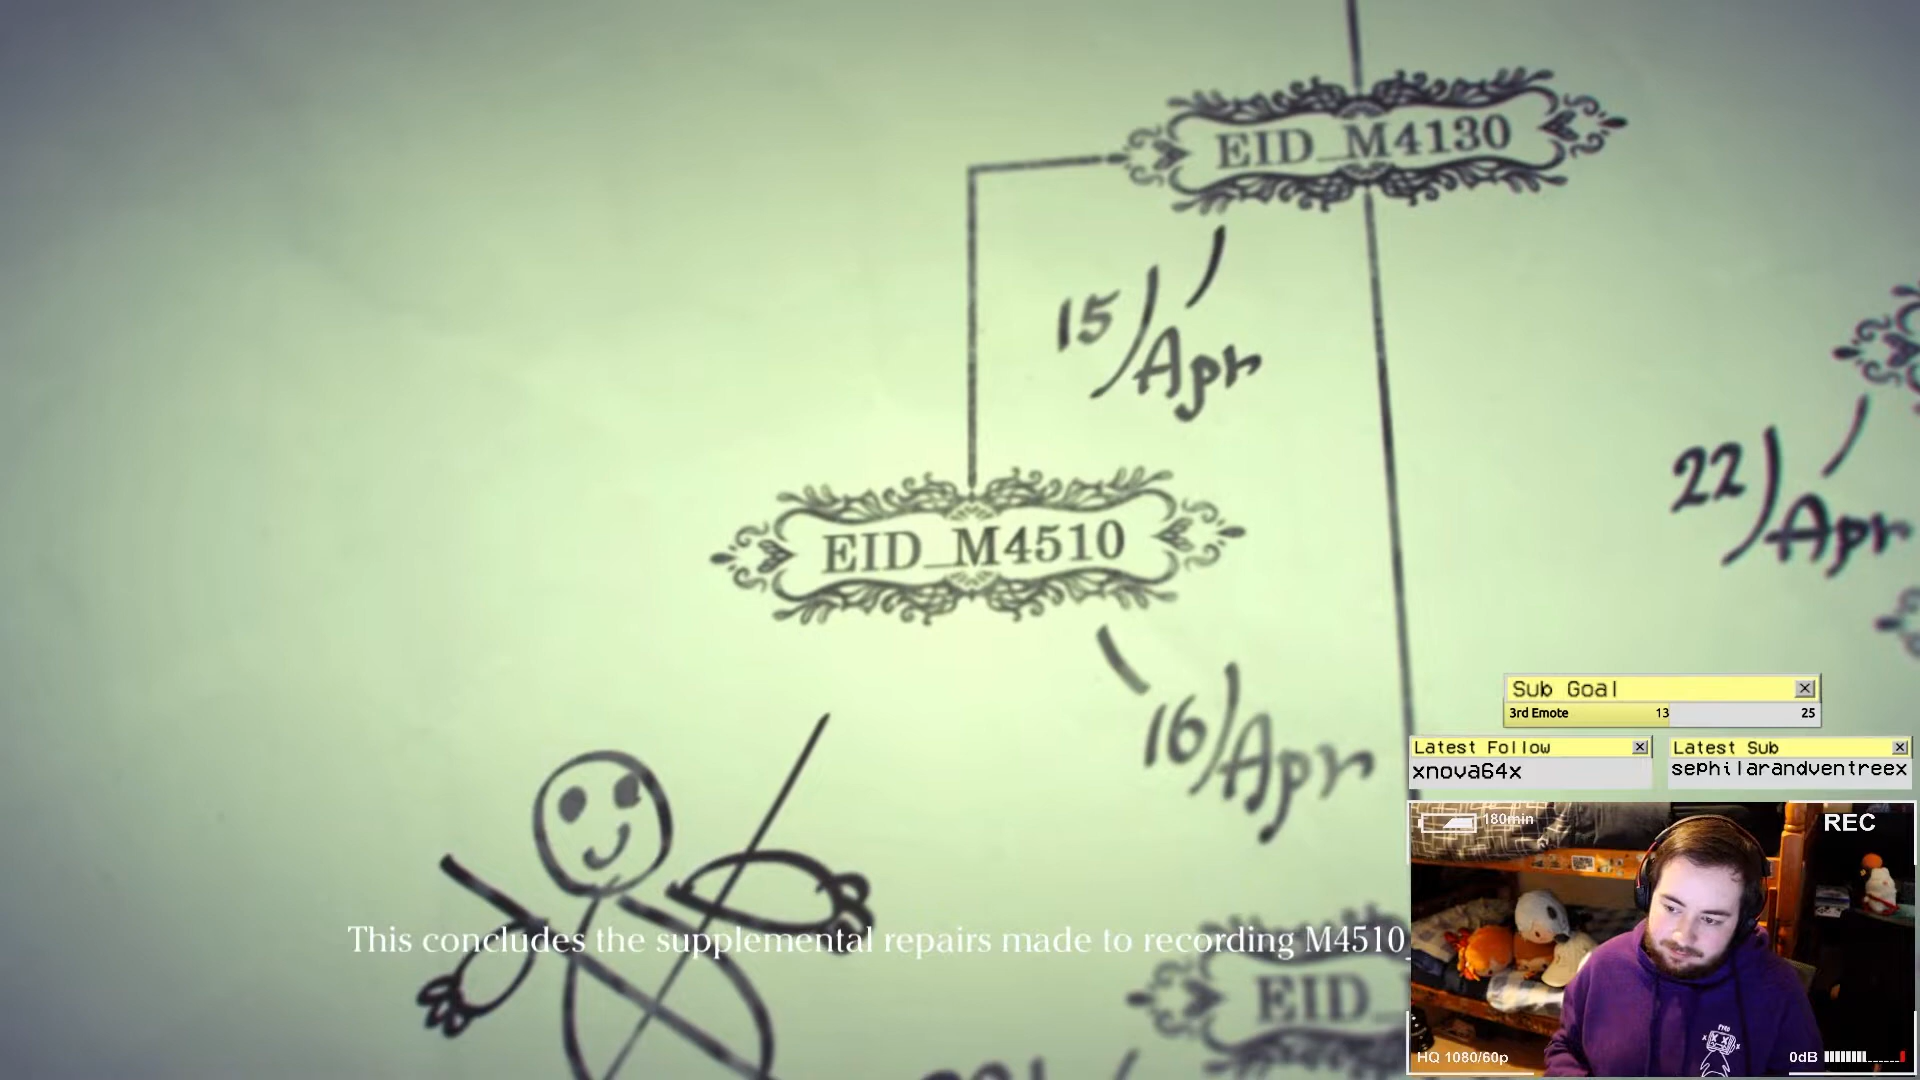 EID_M4130
15/Apr
22/Apr
EID_M4510
16/Apr
Sub Goal
3rd Emote 13 25
Latest Follow
xnova64x
Latest Sub
sephilarandventreex
180min
REC
This concludes the supplemental repairs made to recording M4510
EID_
HQ 1080/60p
0dB